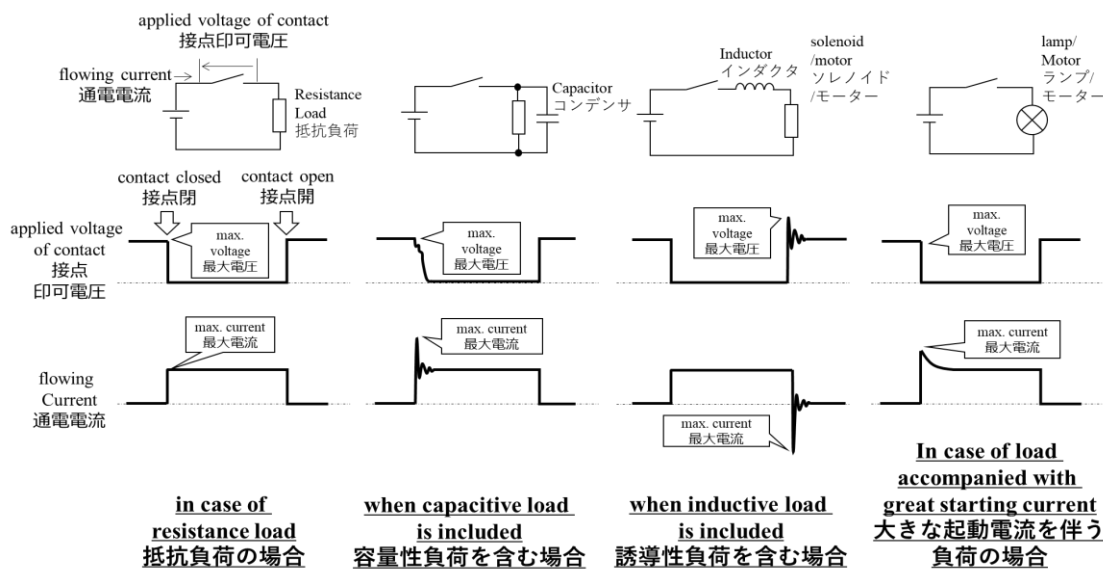 applied voltage of contact
接点印可電圧
flowing current
通電電流
Resistance
Load
抵抗負荷
Capacitor
コンデンサ
Inductor
インダクタ
solenoid
/motor
ソレノイド
/モーター
lamp/
Motor
ランプ/
モーター
contact closed
接点閉
contact open
接点開
applied voltage
of contact
接点
印可電圧
max.
voltage
最大電圧
max.
voltage
最大電圧
max.
voltage
最大電圧
max.
voltage
最大電圧
flowing
Current
通電電流
max. current
最大電流
max. current
最大電流
max. current
最大電流
max. current
最大電流
in case of
resistance load
抵抗負荷の場合
when capacitive load
is included
容量性負荷を含む場合
when inductive load
is included
誘導性負荷を含む場合
In case of load
accompanied with
great starting current
大きな起動電流を伴う
負荷の場合